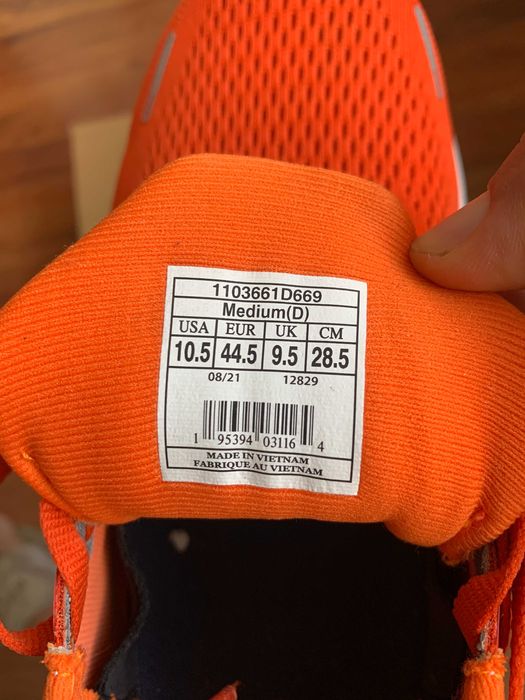 1103661D669
Medium(D)
USA EUR UK CM
10.5 44.5 9.5 28.5
08/21 12829
1 95394 03116 4
MADE IN VIETNAM
FABRIQUE AU VIETNAM